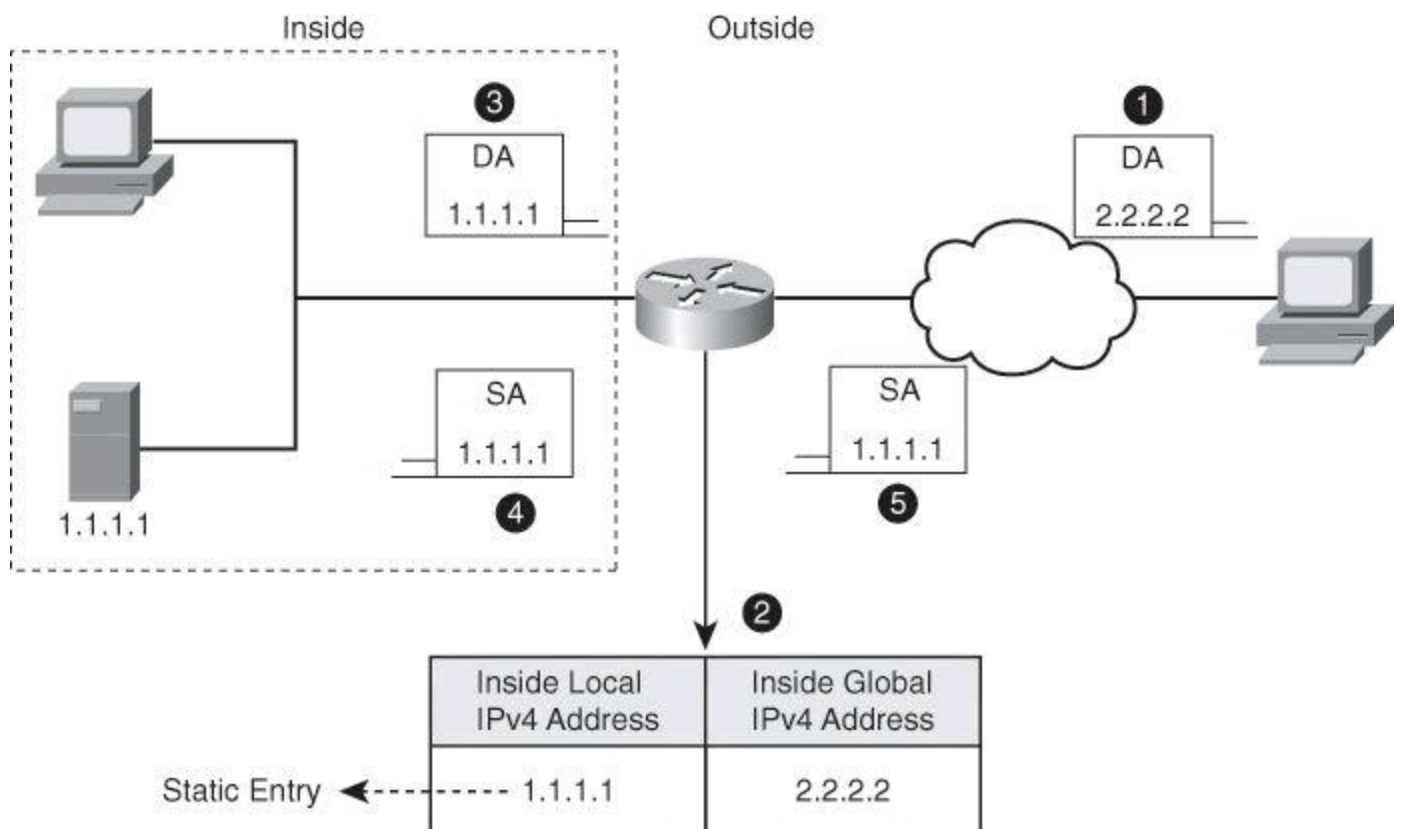 Inside
Outside
3
DA
1.1.1.1
1
DA
2.2.2.2
SA
1.1.1.1
4
SA
1.1.1.1
5
1.1.1.1
2
Inside Local
IPv4 Address
Inside Global
IPv4 Address
Static Entry
1.1.1.1
2.2.2.2